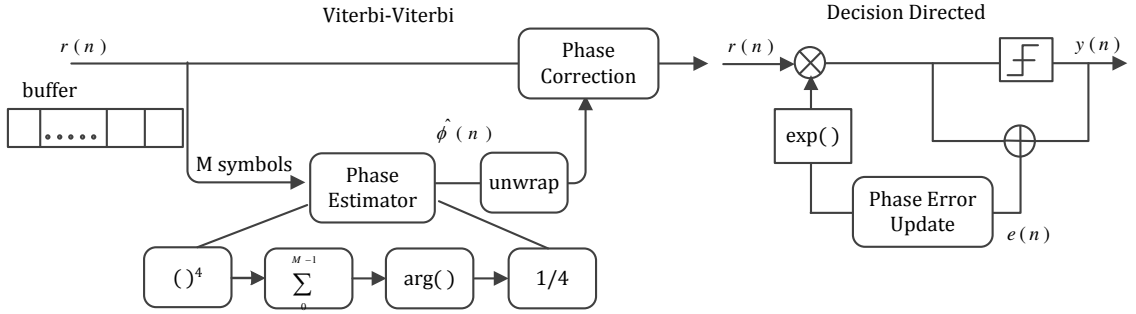 Viterbi-Viterbi
Decision Directed
r(n)
Phase
Correction
r(n)
y(n)
buffer
.....
exp()
ϕ̂(n)
M symbols
Phase
Estimator
unwrap
Phase Error
Update
e(n)
()⁴
M−1
∑
0
arg()
1/4